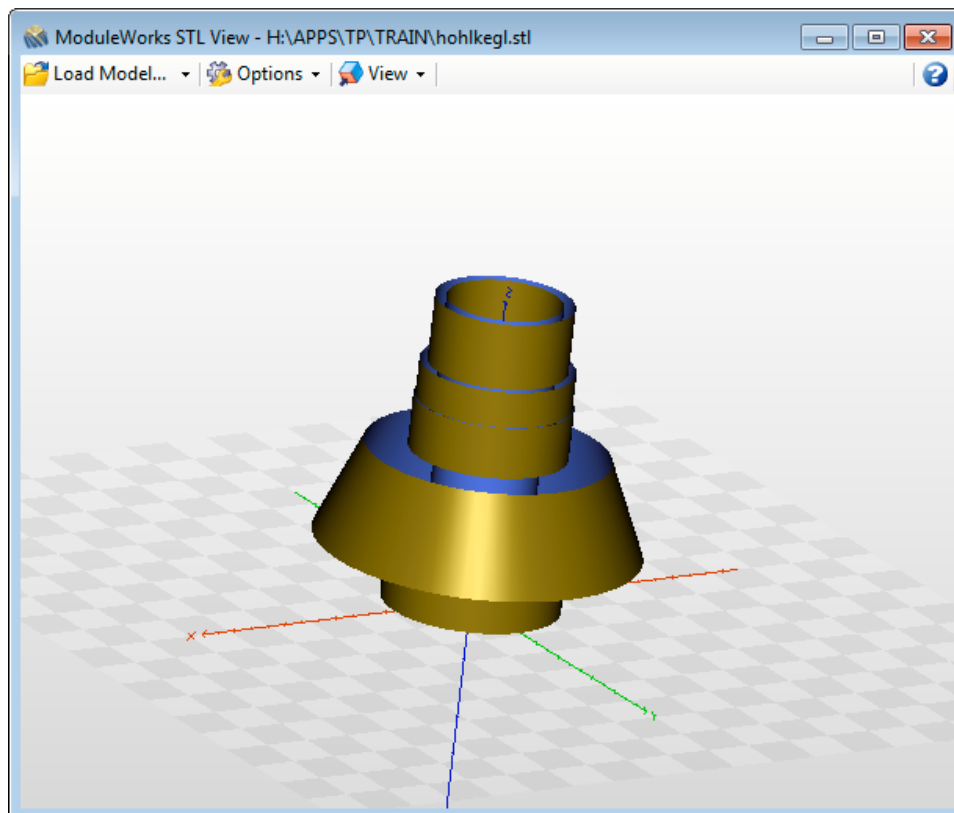 ModuleWorks STL View - H:\APPS\TP\TRAIN\hohlkegl.stl
Load Model... Options View
X
Y